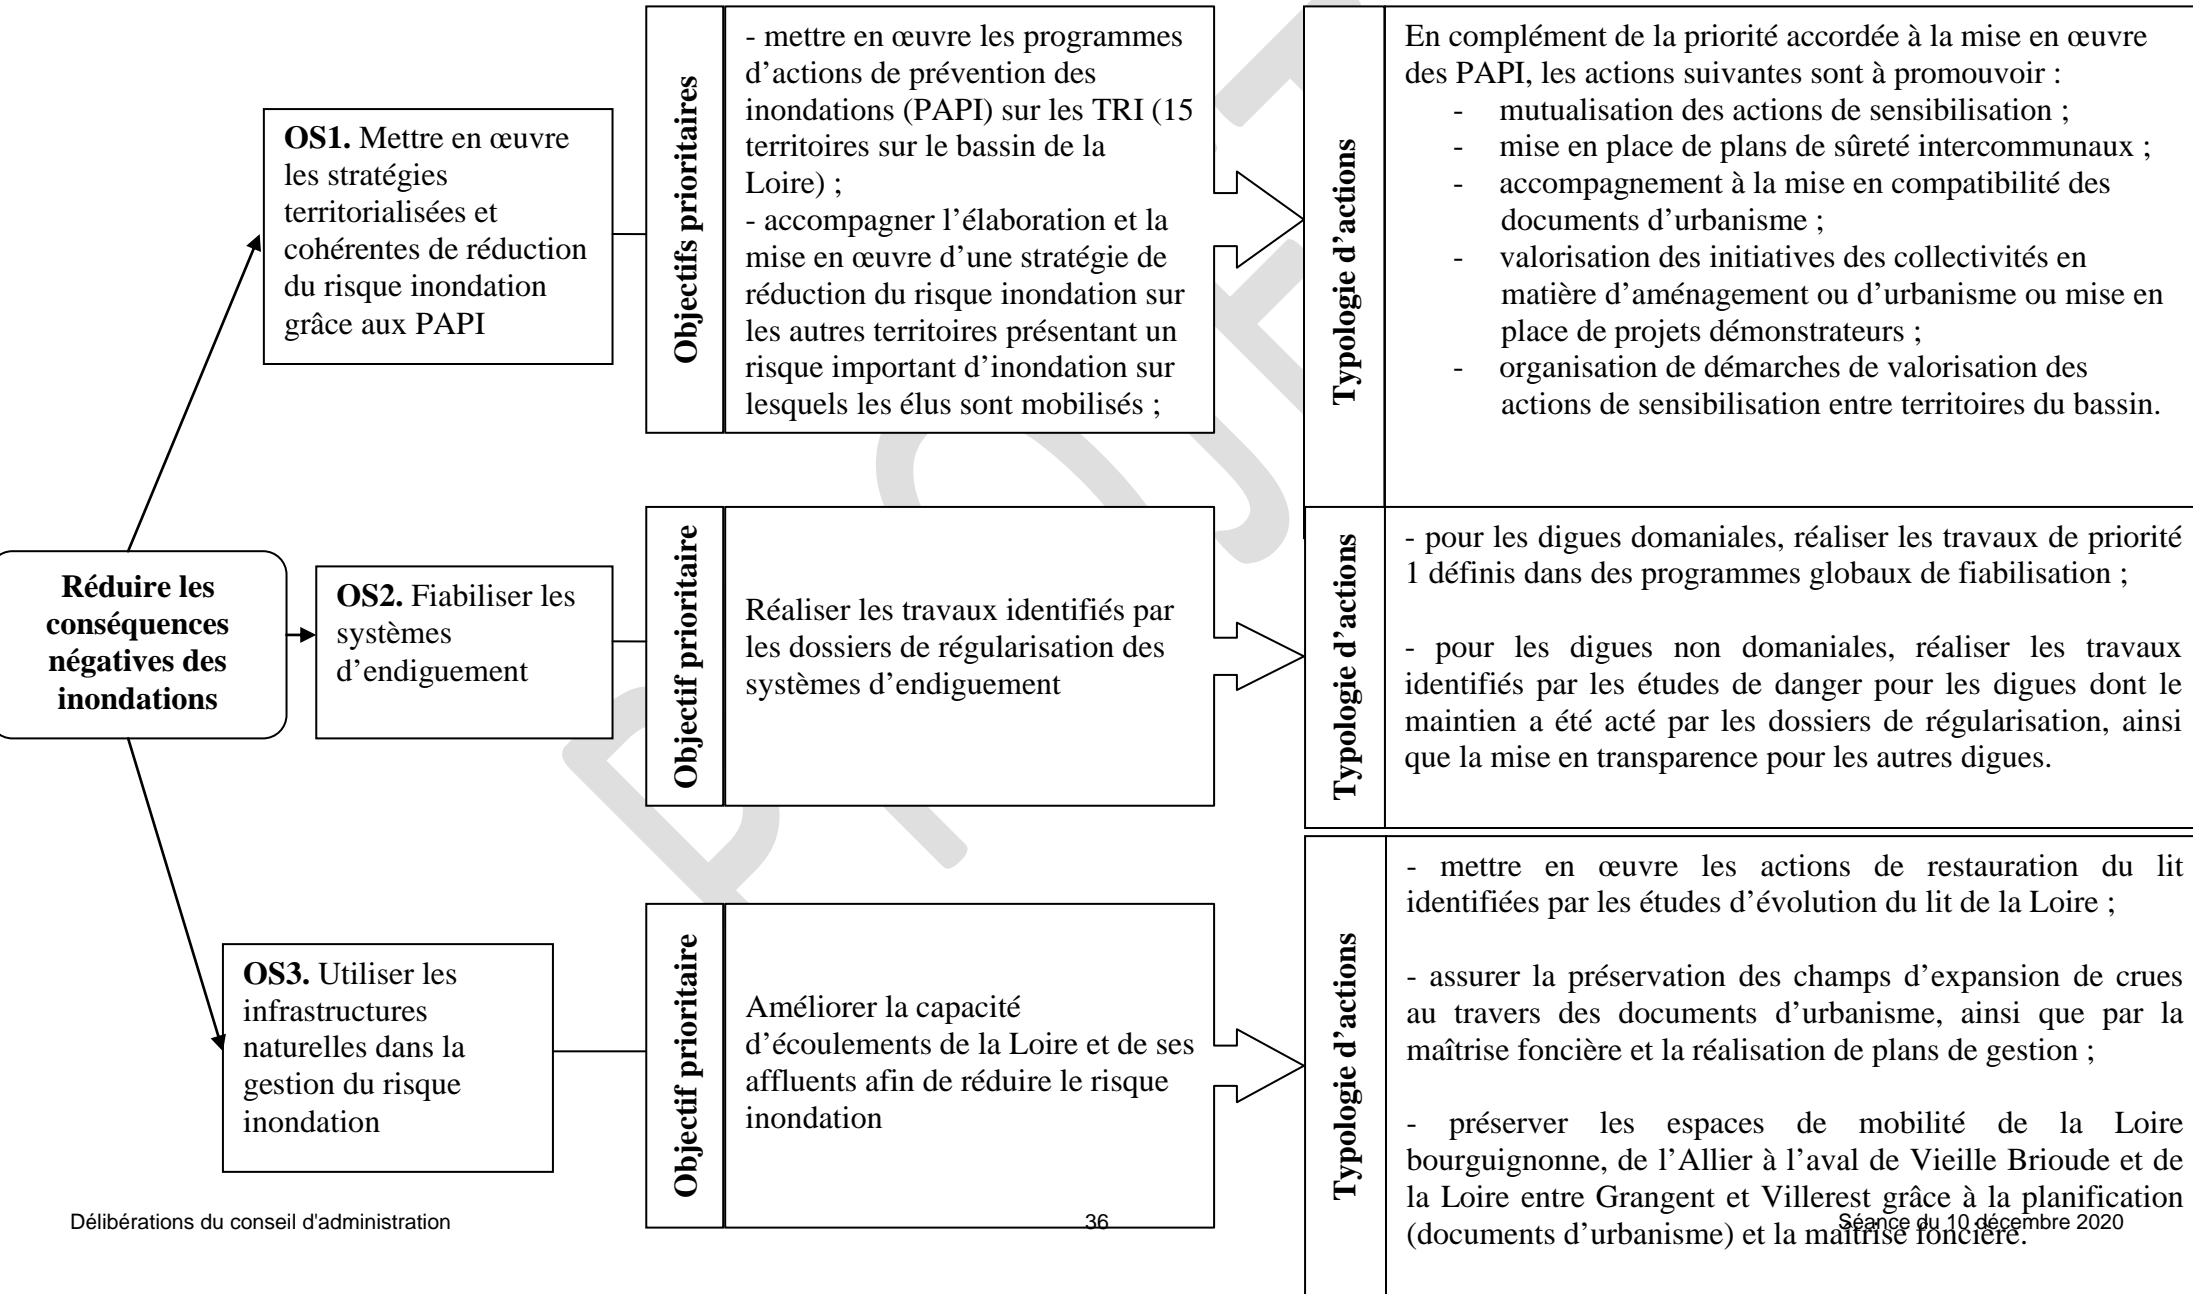 Réduire les
conséquences
négatives des
inondations
OS1. Mettre en œuvre
les stratégies
territorialisées et
cohérentes de réduction
du risque inondation
grâce aux PAPI
Objectifs prioritaires
- mettre en œuvre les programmes
d’actions de prévention des
inondations (PAPI) sur les TRI (15
territoires sur le bassin de la
Loire) ;
- accompagner l’élaboration et la
mise en œuvre d’une stratégie de
réduction du risque inondation sur
les autres territoires présentant un
risque important d’inondation sur
lesquels les élus sont mobilisés ;
Typologie d’actions
En complément de la priorité accordée à la mise en œuvre
des PAPI, les actions suivantes sont à promouvoir :
- mutualisation des actions de sensibilisation ;
- mise en place de plans de sûreté intercommunaux ;
- accompagnement à la mise en compatibilité des
documents d’urbanisme ;
- valorisation des initiatives des collectivités en
matière d’aménagement ou d’urbanisme ou mise en
place de projets démonstrateurs ;
- organisation de démarches de valorisation des
actions de sensibilisation entre territoires du bassin.
OS2. Fiabiliser les
systèmes
d’endiguement
Objectif prioritaire
Réaliser les travaux identifiés par
les dossiers de régularisation des
systèmes d’endiguement
Typologie d’actions
- pour les digues domaniales, réaliser les travaux de priorité
1 définis dans des programmes globaux de fiabilisation ;
- pour les digues non domaniales, réaliser les travaux
identifiés par les études de danger pour les digues dont le
maintien a été acté par les dossiers de régularisation, ainsi
que la mise en transparence pour les autres digues.
OS3. Utiliser les
infrastructures
naturelles dans la
gestion du risque
inondation
Objectif prioritaire
Améliorer la capacité
d’écoulements de la Loire et de ses
affluents afin de réduire le risque
inondation
Typologie d’actions
- mettre en œuvre les actions de restauration du lit
identifiées par les études d’évolution du lit de la Loire ;
- assurer la préservation des champs d’expansion de crues
au travers des documents d’urbanisme, ainsi que par la
maîtrise foncière et la réalisation de plans de gestion ;
- préserver les espaces de mobilité de la Loire
bourguignonne, de l’Allier à l’aval de Vieille Brioude et de
la Loire entre Grangent et Villerest grâce à la planification
(documents d’urbanisme) et la maîtrise foncière.
Délibérations du conseil d'administration
36
Séance du 10 décembre 2020
PROJET